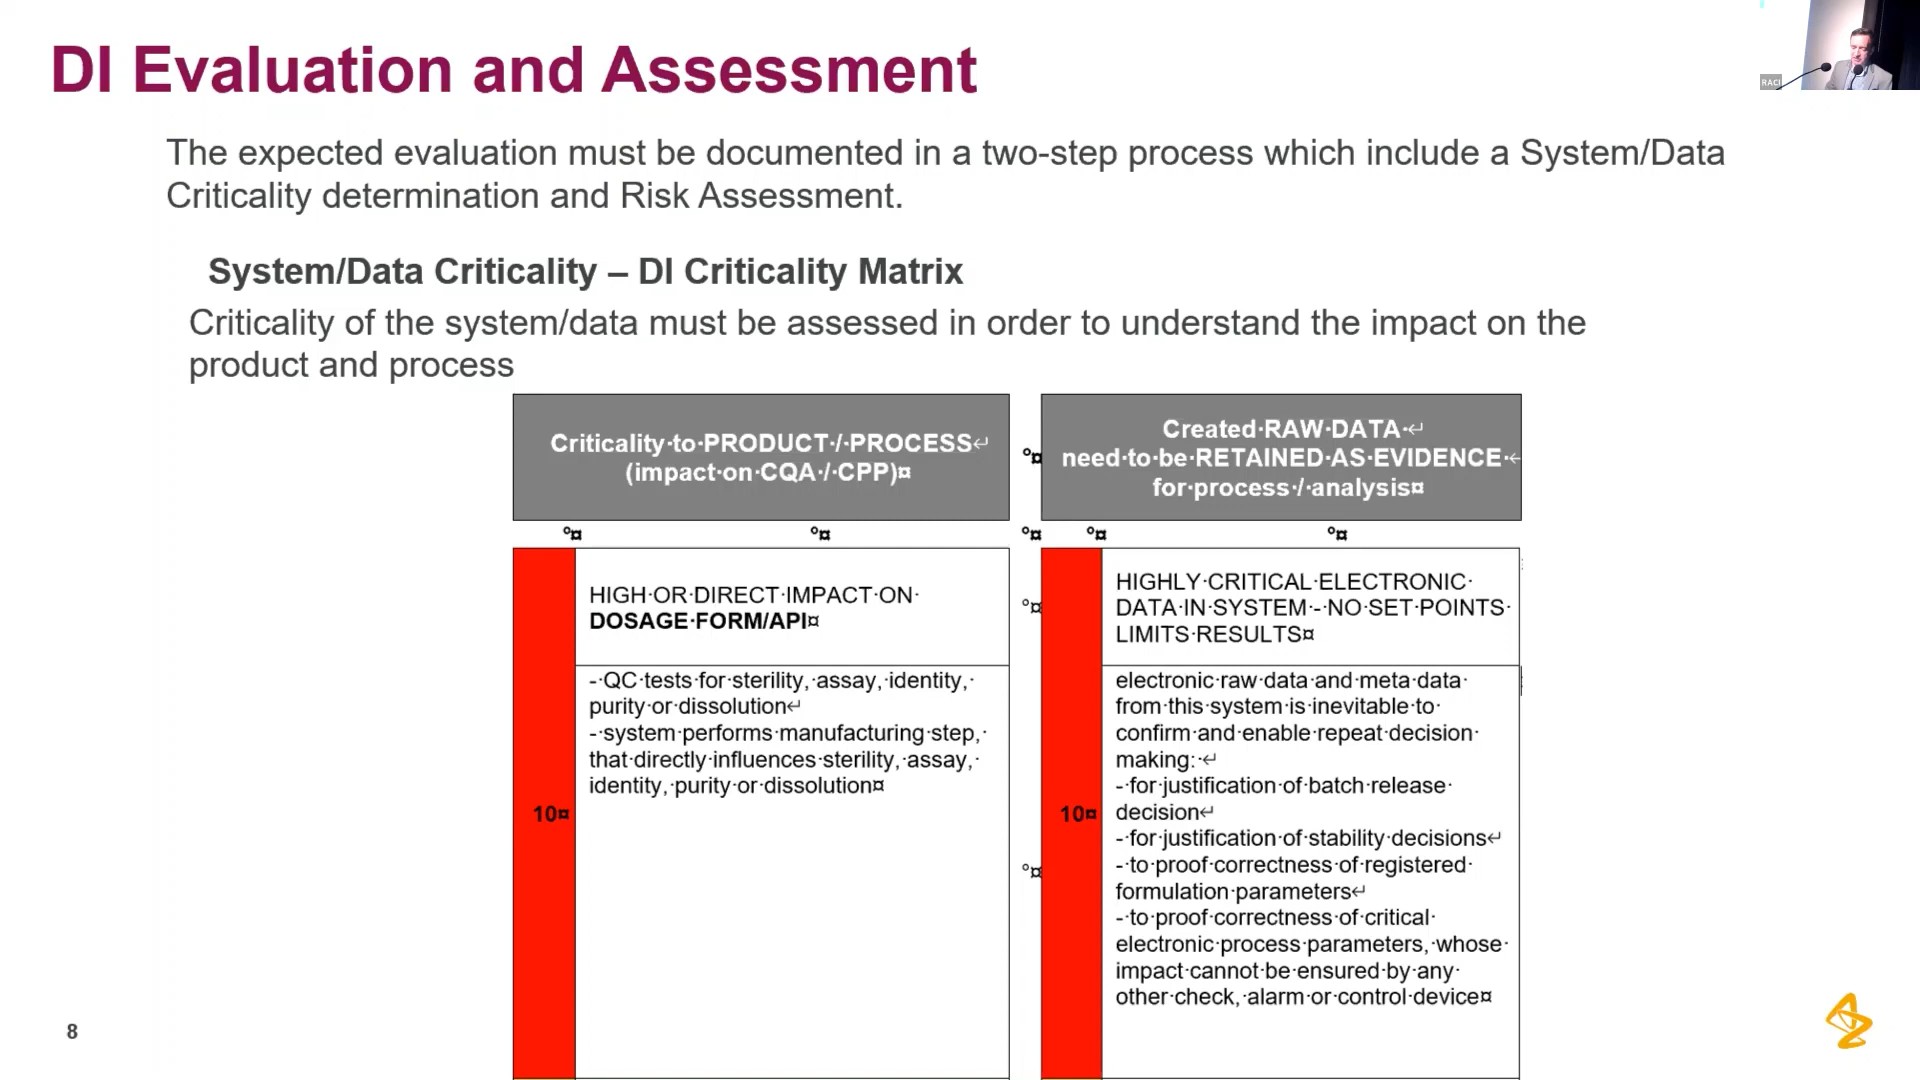 DI Evaluation and Assessment
RACI
The expected evaluation must be documented in a two-step process which include a System/Data
Criticality determination and Risk Assessment.
System/Data Criticality – DI Criticality Matrix
Criticality of the system/data must be assessed in order to understand the impact on the
product and process
Criticality·to·PRODUCT·/·PROCESS↵
(impact·on·CQA·/·CPP)¤
°¤
Created·RAW·DATA·↵
need·to·be·RETAINED·AS·EVIDENCE·↵
for·process·/·analysis¤
°¤ °¤ °¤ °¤ °¤
10¤
HIGH·OR·DIRECT·IMPACT·ON·
DOSAGE·FORM/API¤
-·QC·tests·for·sterility,·assay,·identity,·
purity·or·dissolution↵
-·system·performs·manufacturing·step,·
that·directly·influences·sterility,·assay,·
identity,·purity·or·dissolution¤
°¤
°¤
10¤
HIGHLY·CRITICAL·ELECTRONIC·
DATA·IN·SYSTEM·-·NO·SET·POINTS·
LIMITS·RESULTS¤
electronic·raw·data·and·meta·data·
from·this·system·is·inevitable·to·
confirm·and·enable·repeat·decision·
making:·↵
-·for·justification·of·batch·release·
decision↵
-·for·justification·of·stability·decisions↵
-·to·proof·correctness·of·registered·
formulation·parameters↵
-·to·proof·correctness·of·critical·
electronic·process·parameters,·whose·
impact·cannot·be·ensured·by·any·
other·check,·alarm·or·control·device¤
8